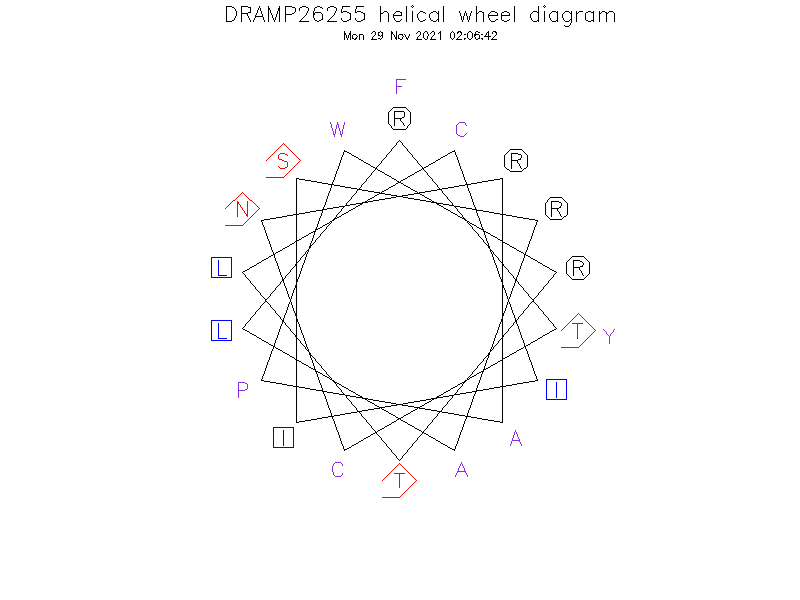 DRAMP26255 helical wheel diagram
Mon 29 Nov 2021 02:06:42
F
W R C
S R
N R
L R
L T Y
P I
I A
C T A